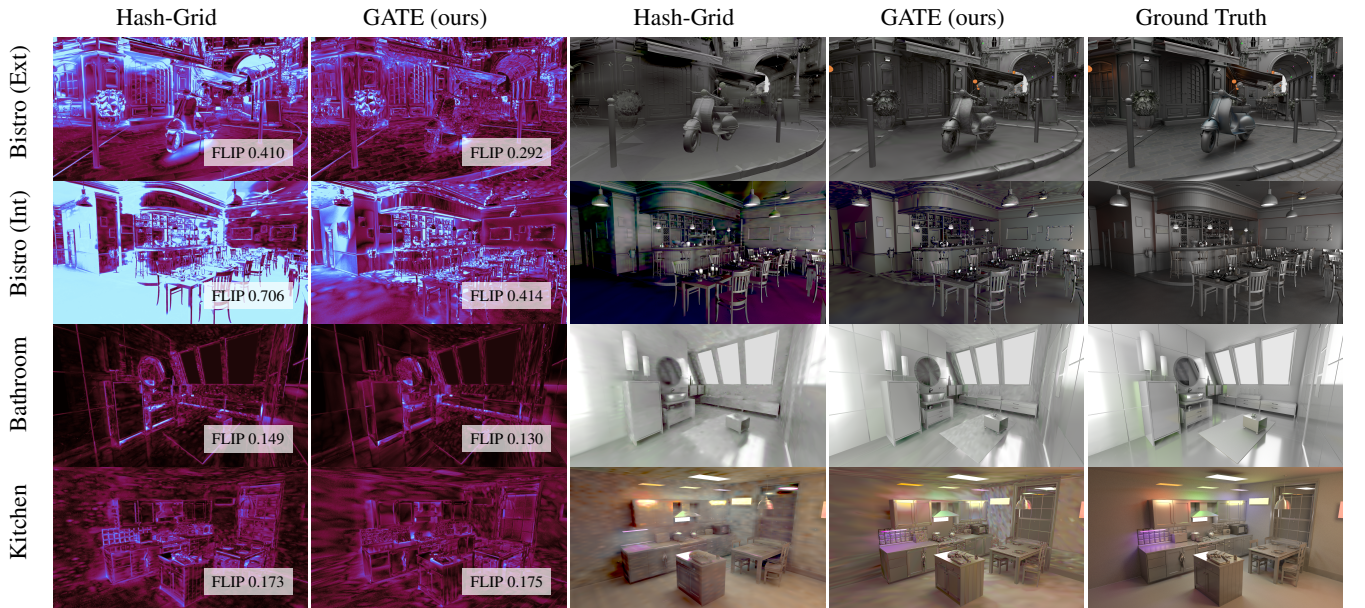 Hash-Grid GATE (ours) Hash-Grid GATE (ours) Ground Truth
Bistro (Ext)
FLIP 0.410 FLIP 0.292
Bistro (Int)
FLIP 0.706 FLIP 0.414
Bathroom
FLIP 0.149 FLIP 0.130
Kitchen
FLIP 0.173 FLIP 0.175